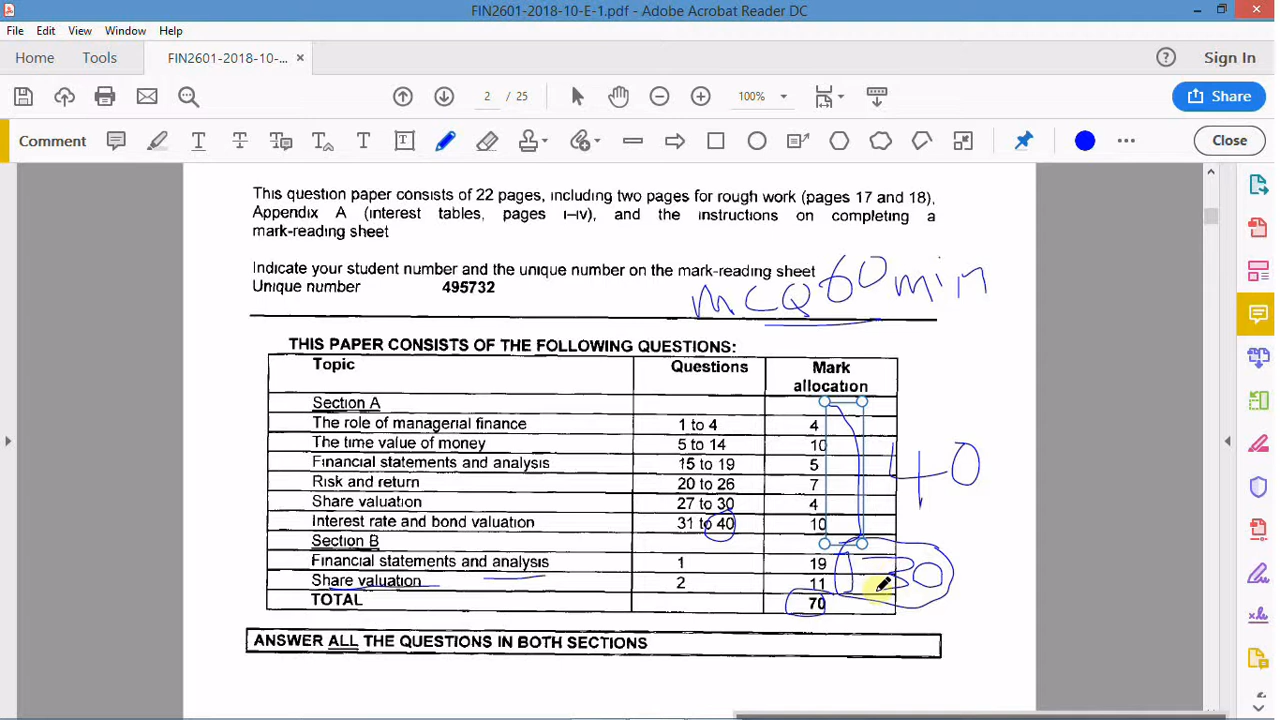 FIN2601-2018-10-E-1.pdf - Adobe Acrobat Reader DC
File Edit View Window Help
Home Tools FIN2601-2018-10-... × Sign In
2 / 25 100% Share
Comment Close
This question paper consists of 22 pages, including two pages for rough work (pages 17 and 18),
Appendix A (interest tables, pages i–iv), and the instructions on completing a
mark-reading sheet
Indicate your student number and the unique number on the mark-reading sheet
Unique number 495732
mcQ 60min
THIS PAPER CONSISTS OF THE FOLLOWING QUESTIONS:
Topic Questions Mark
allocation
Section A
The role of managerial finance 1 to 4 4
The time value of money 5 to 14 10
Financial statements and analysis 15 to 19 5
Risk and return 20 to 26 7
Share valuation 27 to 30 4
Interest rate and bond valuation 31 to 40 10
40
Section B
Financial statements and analysis 1 19
Share valuation 2 11
30
TOTAL 70
ANSWER ALL THE QUESTIONS IN BOTH SECTIONS